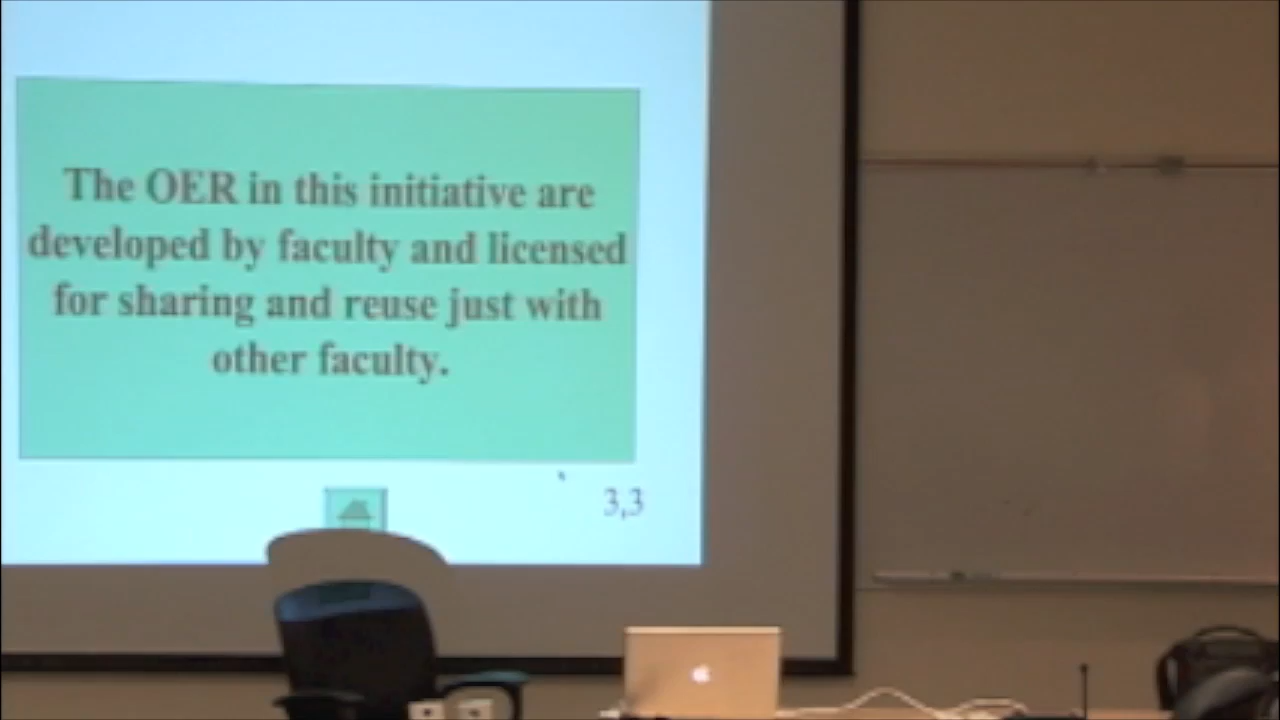 The OER in this initiative are
developed by faculty and licensed
for sharing and reuse just with
other faculty.
3,3